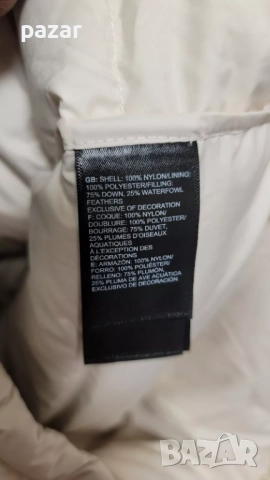 pazar
GB: SHELL: 100% NYLON/LINING:
100% POLYESTER/FILLING:
75% DOWN, 25% WATERFOWL
FEATHERS
EXCLUSIVE OF DECORATION
F: COQUE: 100% NYLON/
DOUBLURE: 100% POLYESTER/
BOURRAGE: 75% DUVET,
25% PLUMES D'OISEAUX
AQUATIQUES
À L'EXCEPTION DES
DÉCORATIONS
E: ARMAZÓN: 100% NYLON/
FORRO: 100% POLIÉSTER/
RELLENO: 75% PLUMÓN,
25% PLUMA DE AVE ACUÁTICA
EXCLUSIVO DE DECORACIÓN
BAZAR